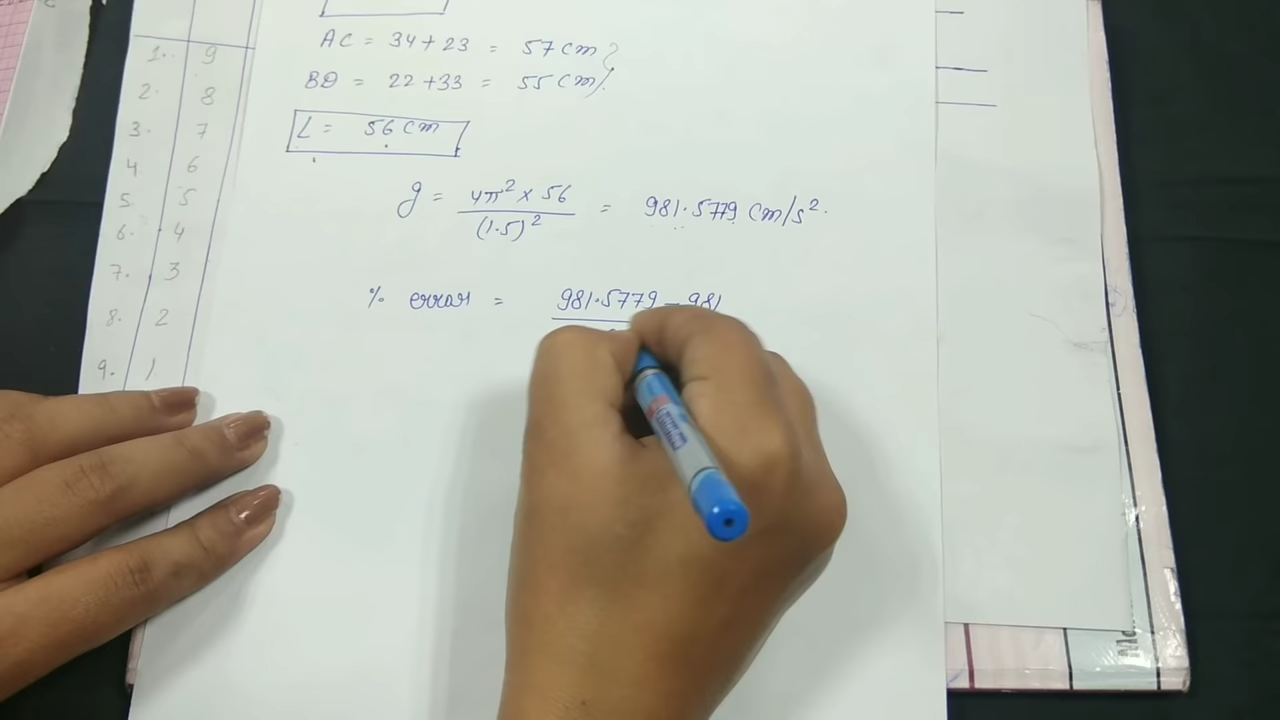 AC = 34+23 = 57 cm
BD = 22+33 = 55 cm
L = 56 cm
g = 4π² × 56 / (1.5)² = 981.5779 cm/s².
% error = 981.5779 - 981
1. 9
2. 8
3. 7
4 6
5. 5
6. 4
7. 3
8. 2
9. 1